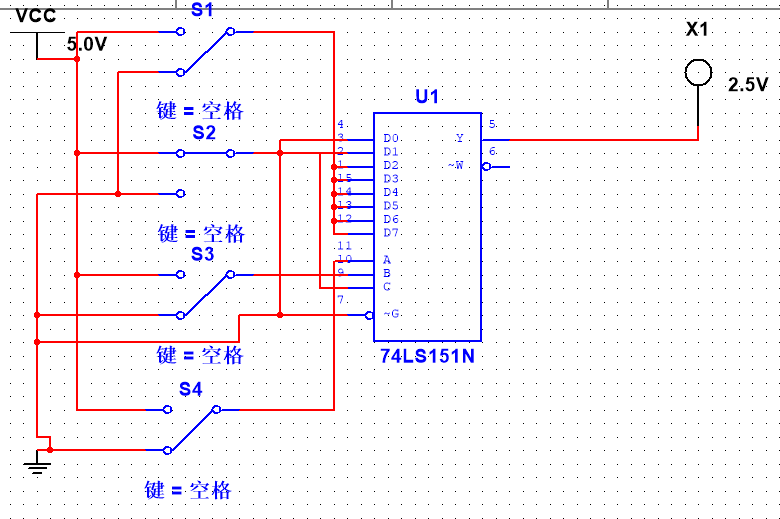 VCC
5.0V
S1
键 = 空格
S2
键 = 空格
S3
键 = 空格
S4
键 = 空格
U1
4
3
2
1
15
14
13
12
11
10
9
7
D0
D1
D2
D3
D4
D5
D6
D7
A
B
C
~G
Y
~W
5
6
74LS151N
X1
2.5V